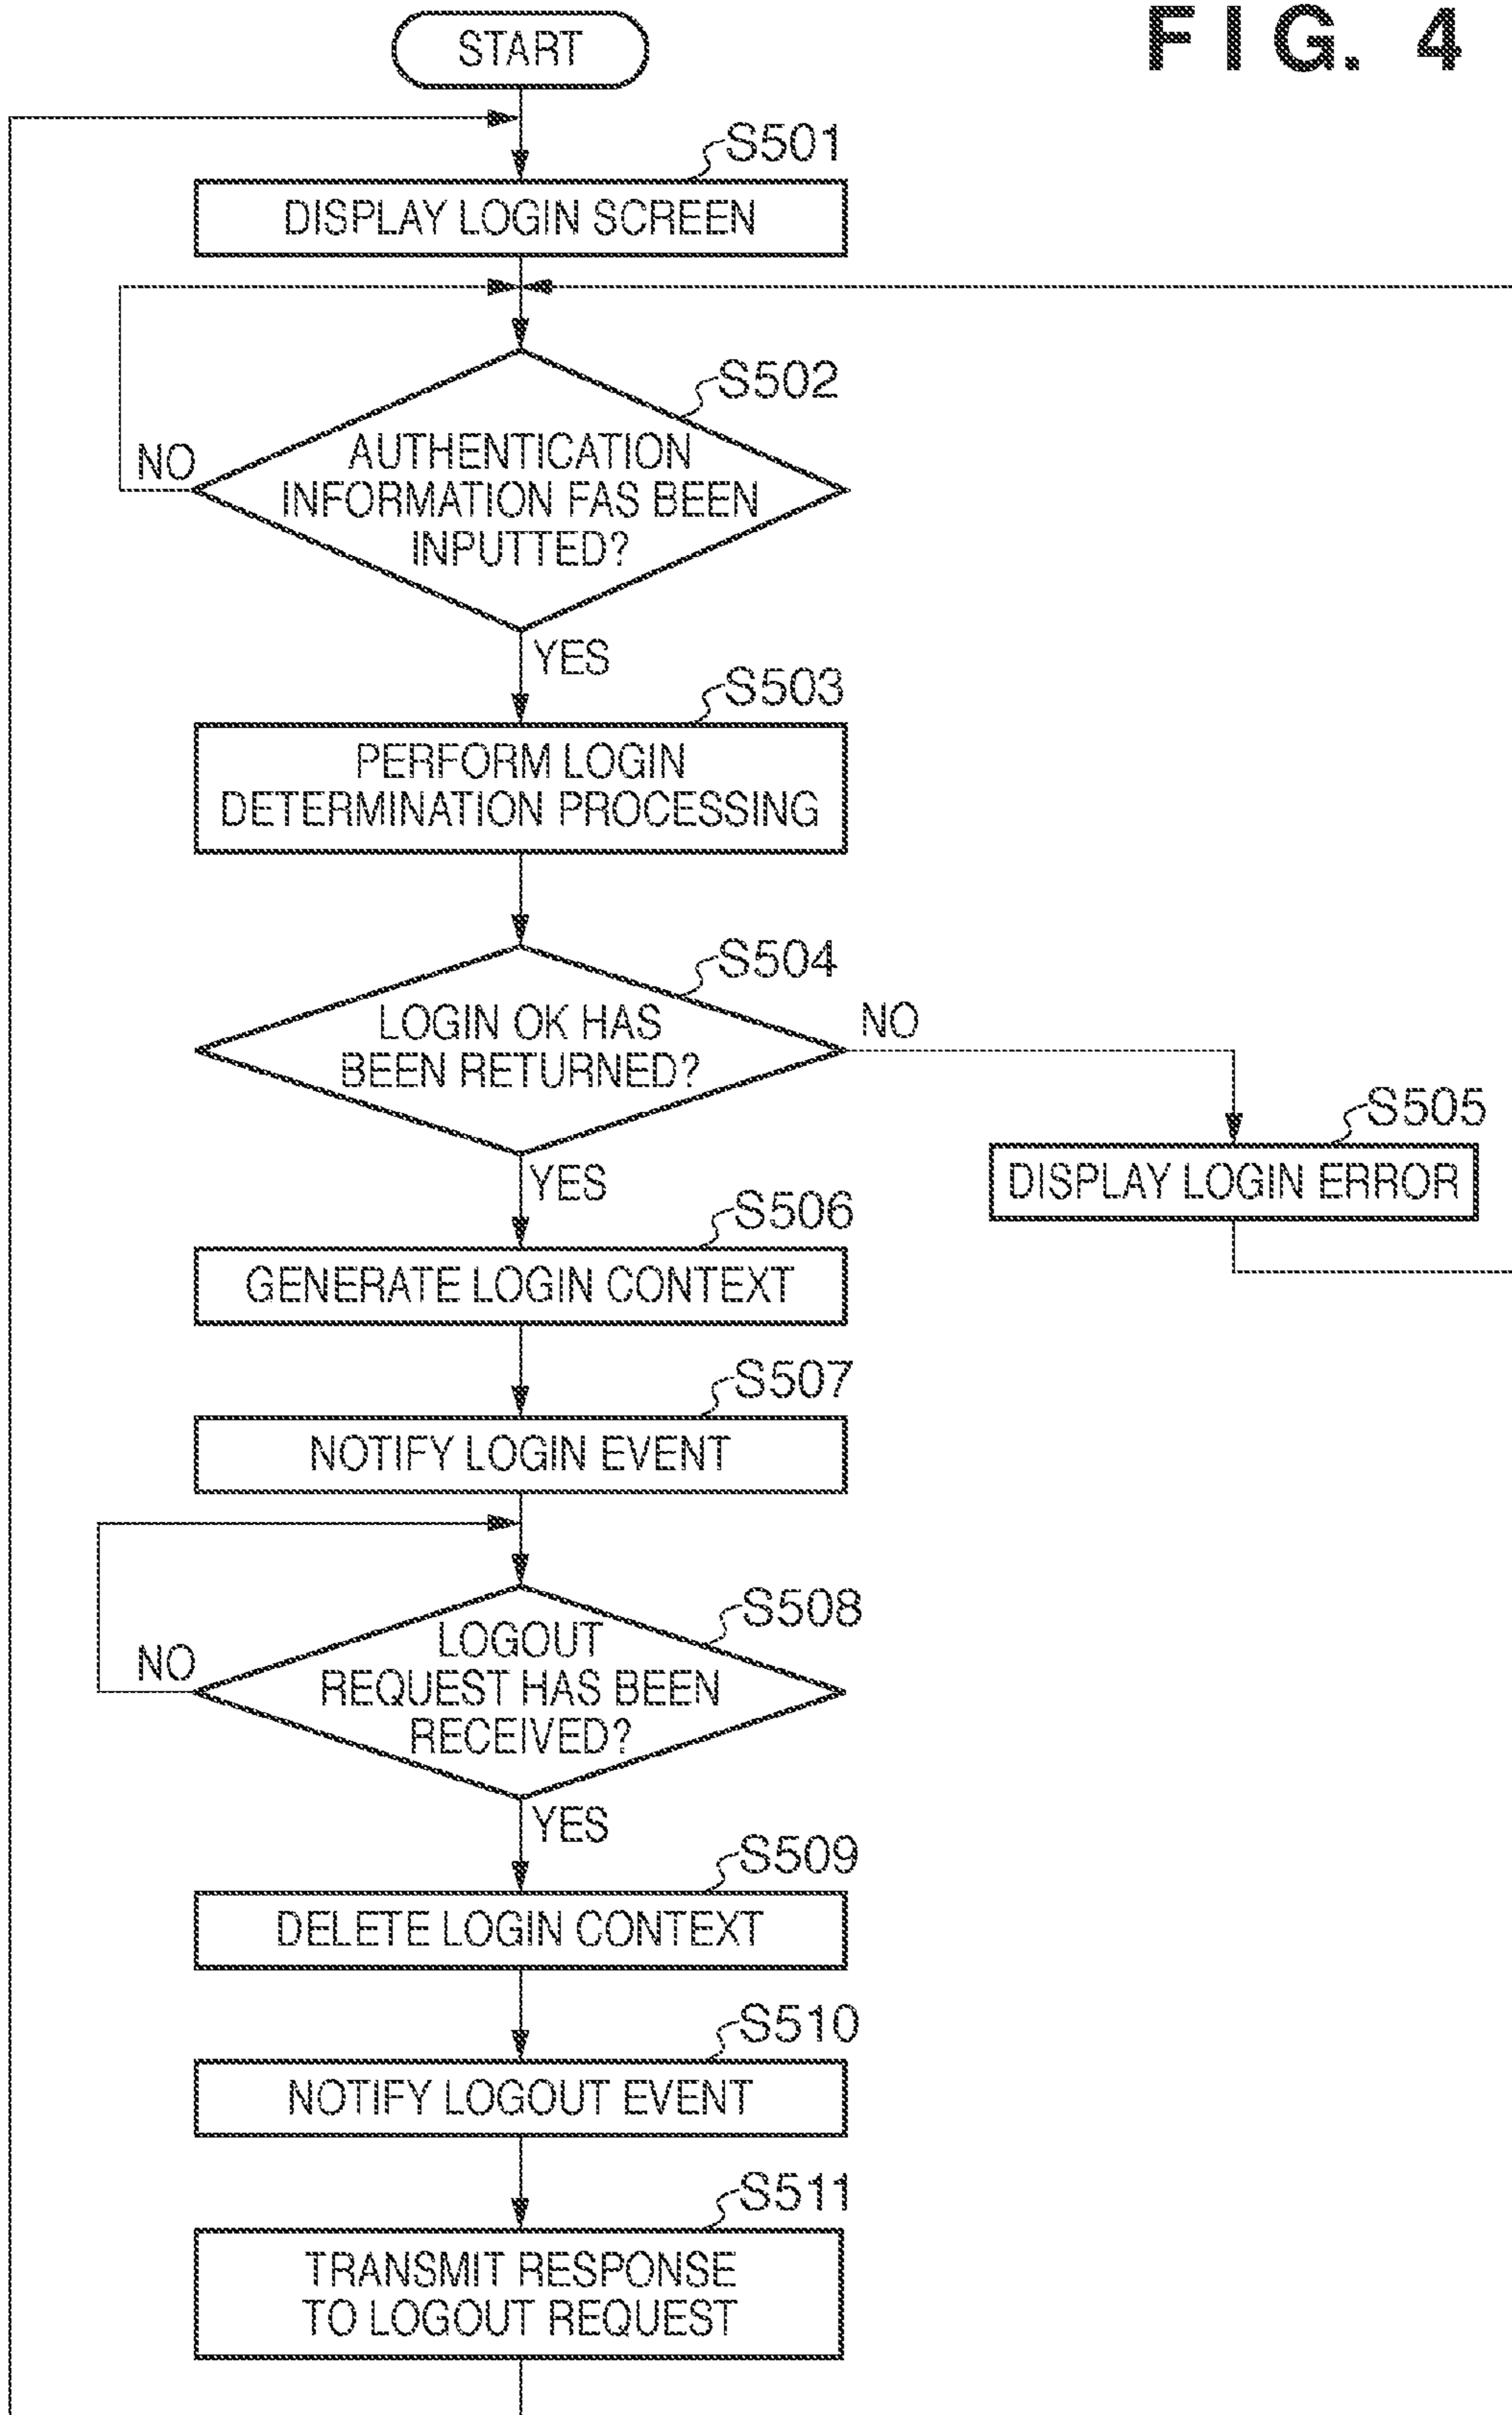 FIG. 4
START
S501
DISPLAY LOGIN SCREEN
S502
AUTHENTICATION
INFORMATION FAS BEEN
INPUTTED?
NO
YES
S503
PERFORM LOGIN
DETERMINATION PROCESSING
S504
LOGIN OK HAS
BEEN RETURNED?
NO
YES
S505
DISPLAY LOGIN ERROR
S506
GENERATE LOGIN CONTEXT
S507
NOTIFY LOGIN EVENT
S508
LOGOUT
REQUEST HAS BEEN
RECEIVED?
NO
YES
S509
DELETE LOGIN CONTEXT
S510
NOTIFY LOGOUT EVENT
S511
TRANSMIT RESPONSE
TO LOGOUT REQUEST